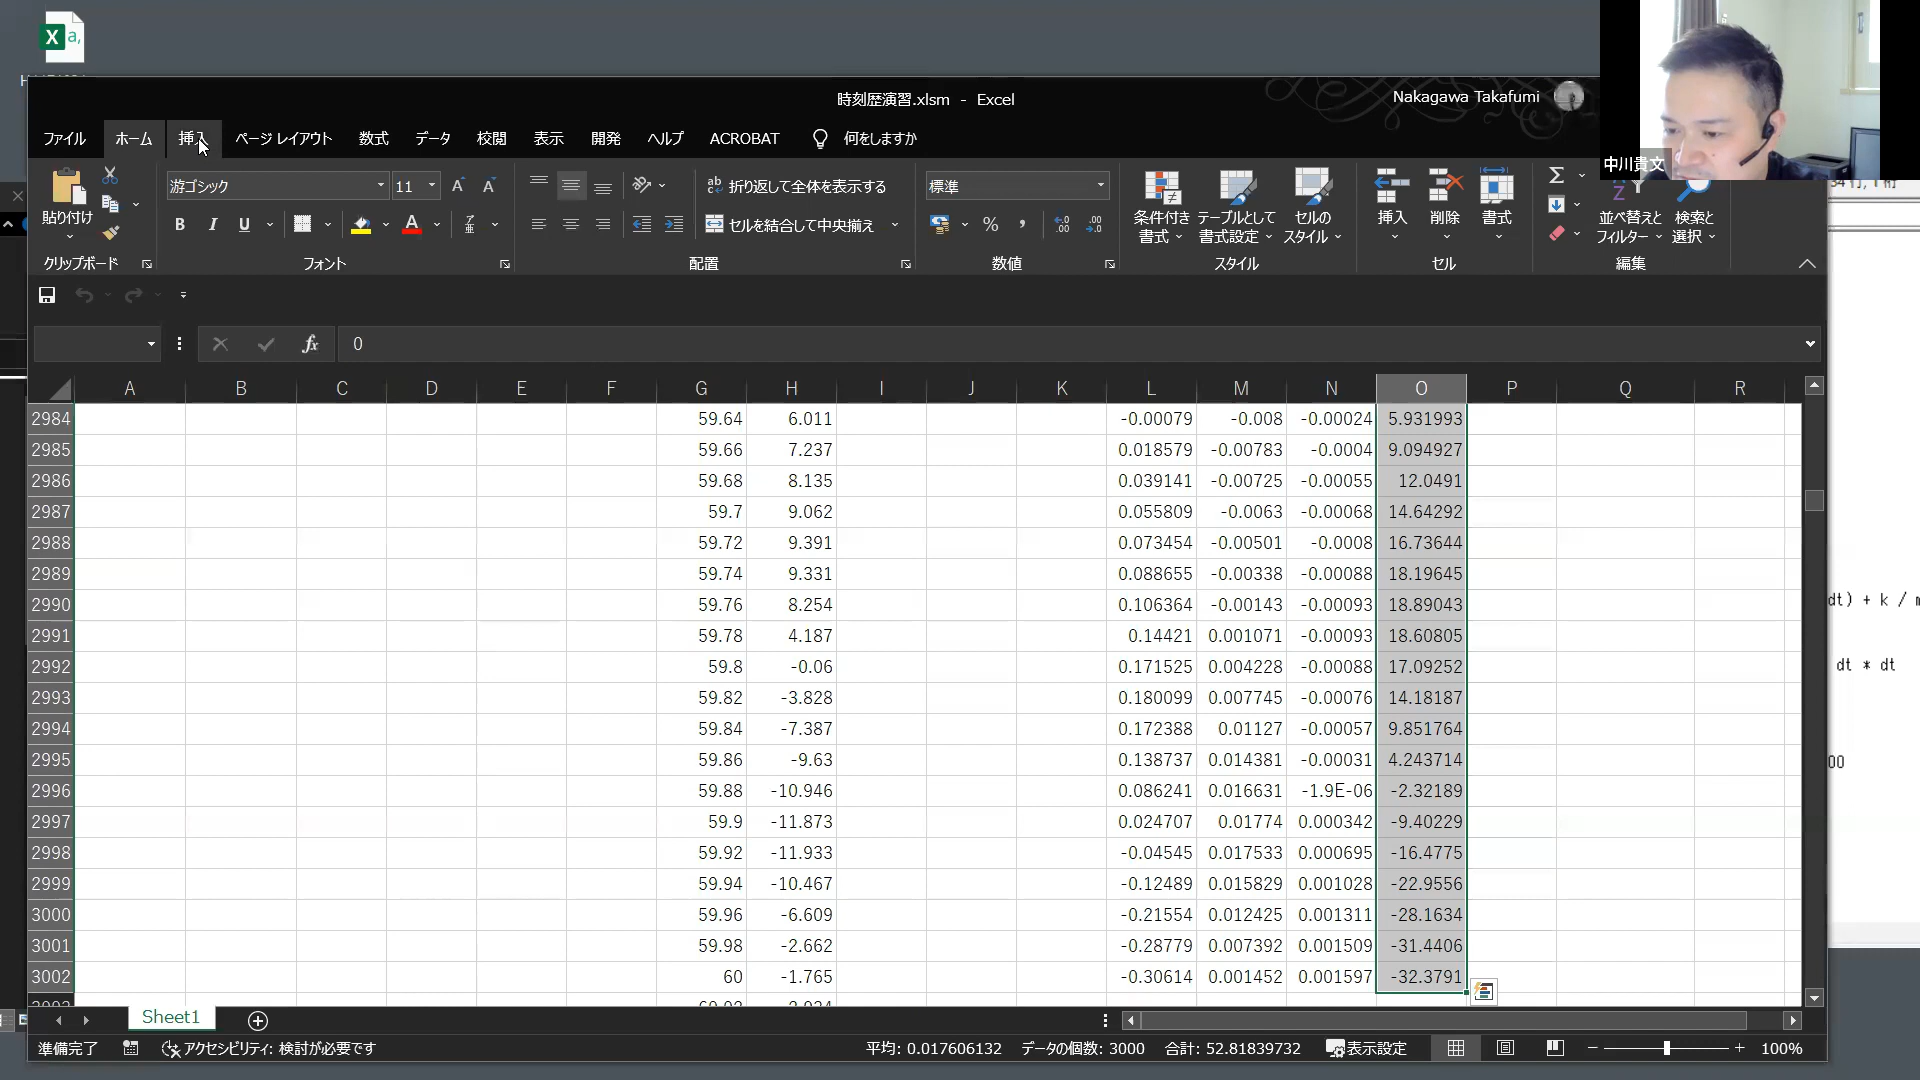 a,
時刻歴演習.xlsm - Excel
Nakagawa Takafumi
中川貴文
ファイル ホーム 挿入 ページ レイアウト 数式 データ 校閲 表示 開発 ヘルプ ACROBAT 何をしますか
貼り付け
クリップボード
游ゴシック 11
B I U
フォント
折り返して全体を表示する
セルを結合して中央揃え
配置
標準
数値
条件付き書式 テーブルとして書式設定 セルのスタイル
スタイル
挿入 削除 書式
セル
並べ替えとフィルター 検索と選択
編集
fx 0
A B C D E F G H I J K L M N O P Q R
2984 59.64 6.011 -0.00079 -0.008 -0.00024 5.931993
2985 59.66 7.237 0.018579 -0.00783 -0.0004 9.094927
2986 59.68 8.135 0.039141 -0.00725 -0.00055 12.0491
2987 59.7 9.062 0.055809 -0.0063 -0.00068 14.64292
2988 59.72 9.391 0.073454 -0.00501 -0.0008 16.73644
2989 59.74 9.331 0.088655 -0.00338 -0.00088 18.19645
2990 59.76 8.254 0.106364 -0.00143 -0.00093 18.89043
2991 59.78 4.187 0.14421 0.001071 -0.00093 18.60805
2992 59.8 -0.06 0.171525 0.004228 -0.00088 17.09252
2993 59.82 -3.828 0.180099 0.007745 -0.00076 14.18187
2994 59.84 -7.387 0.172388 0.01127 -0.00057 9.851764
2995 59.86 -9.63 0.138737 0.014381 -0.00031 4.243714
2996 59.88 -10.946 0.086241 0.016631 -1.9E-06 -2.32189
2997 59.9 -11.873 0.024707 0.01774 0.000342 -9.40229
2998 59.92 -11.933 -0.04545 0.017533 0.000695 -16.4775
2999 59.94 -10.467 -0.12489 0.015829 0.001028 -22.9556
3000 59.96 -6.609 -0.21554 0.012425 0.001311 -28.1634
3001 59.98 -2.662 -0.28779 0.007392 0.001509 -31.4406
3002 60 -1.765 -0.30614 0.001452 0.001597 -32.3791
dt) + k / m
dt * dt
00
Sheet1
準備完了 アクセシビリティ: 検討が必要です 平均: 0.017606132 データの個数: 3000 合計: 52.81839732 表示設定 100%